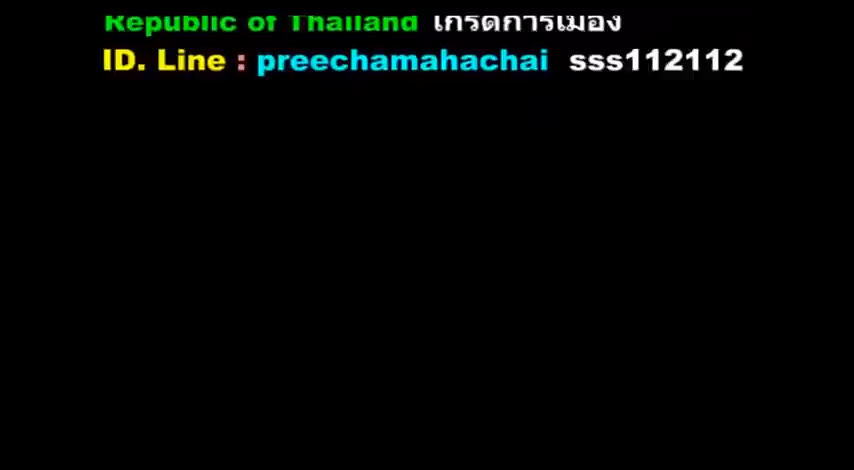 Republic of Thailand เกร็ดการเมือง
ID. Line : preechamahachai sss112112